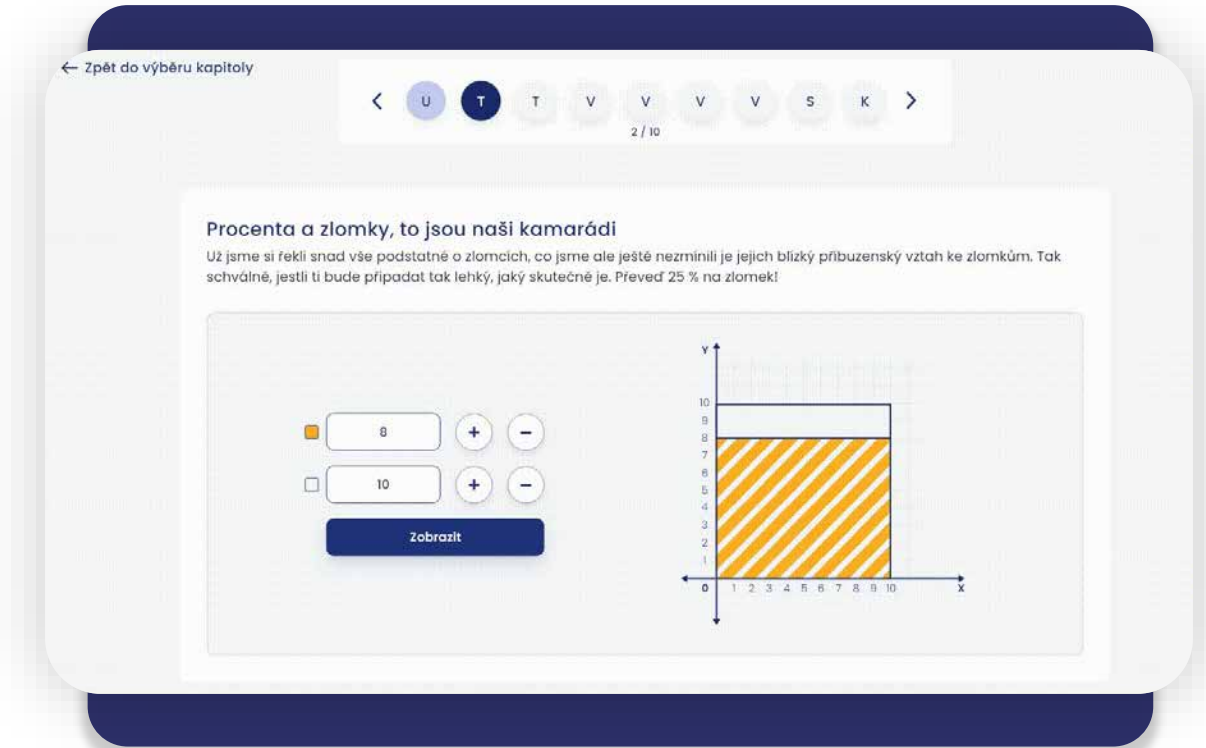 ← Zpět do výběru kapitoly
U T T V V V V S K
2 / 10
Procenta a zlomky, to jsou naši kamarádi
Už jsme si řekli snad vše podstatné o zlomcích, co jsme ale ještě nezmínili je jejich blízký příbuzenský vztah ke zlomkům. Tak
schválně, jestli ti bude připadat tak lehký, jaký skutečně je. Převeď 25 % na zlomek!
8 + −
10 + −
Zobrazit
Y
10
9
8
7
6
5
4
3
2
1
0 1 2 3 4 5 6 7 8 9 10 X